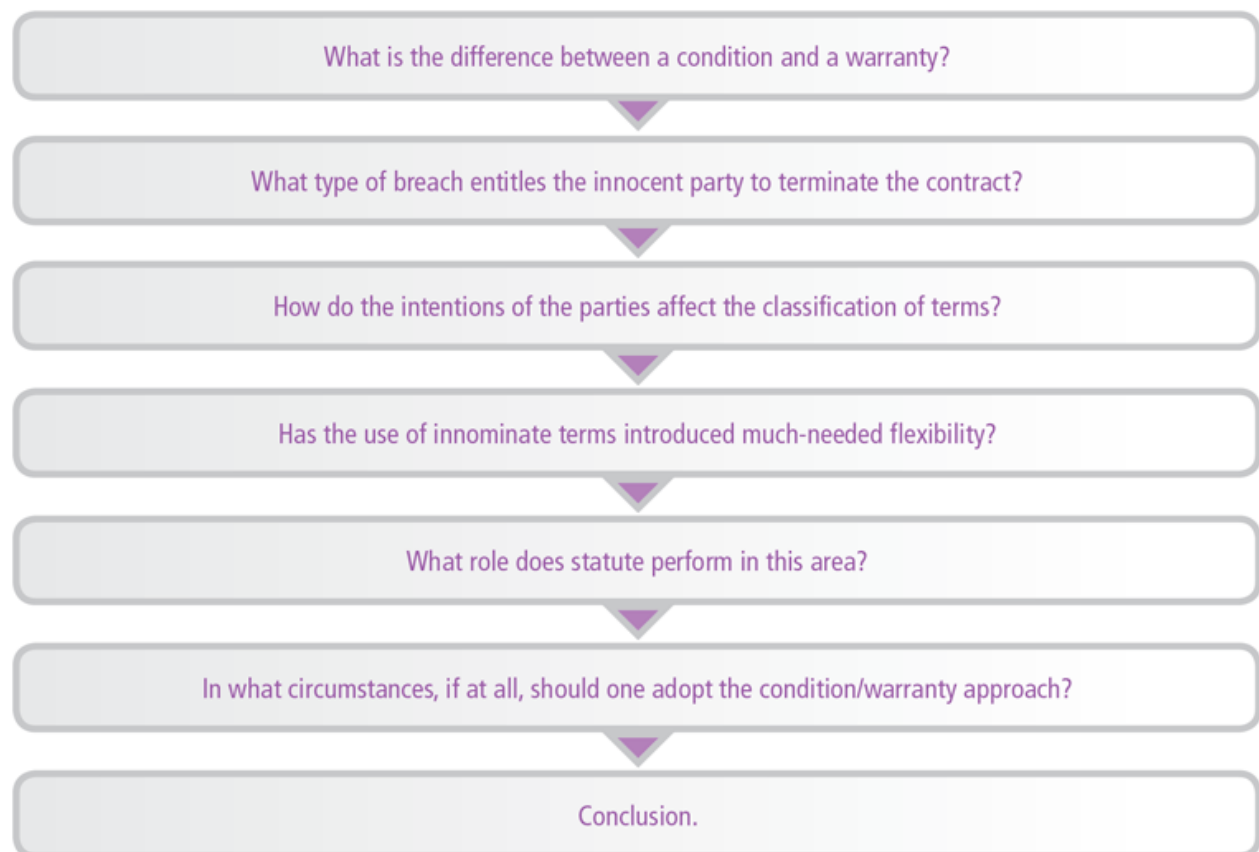 What is the difference between a condition and a warranty?
What type of breach entitles the innocent party to terminate the contract?
How do the intentions of the parties affect the classification of terms?
Has the use of innominate terms introduced much-needed flexibility?
What role does statute perform in this area?
In what circumstances, if at all, should one adopt the condition/warranty approach?
Conclusion.